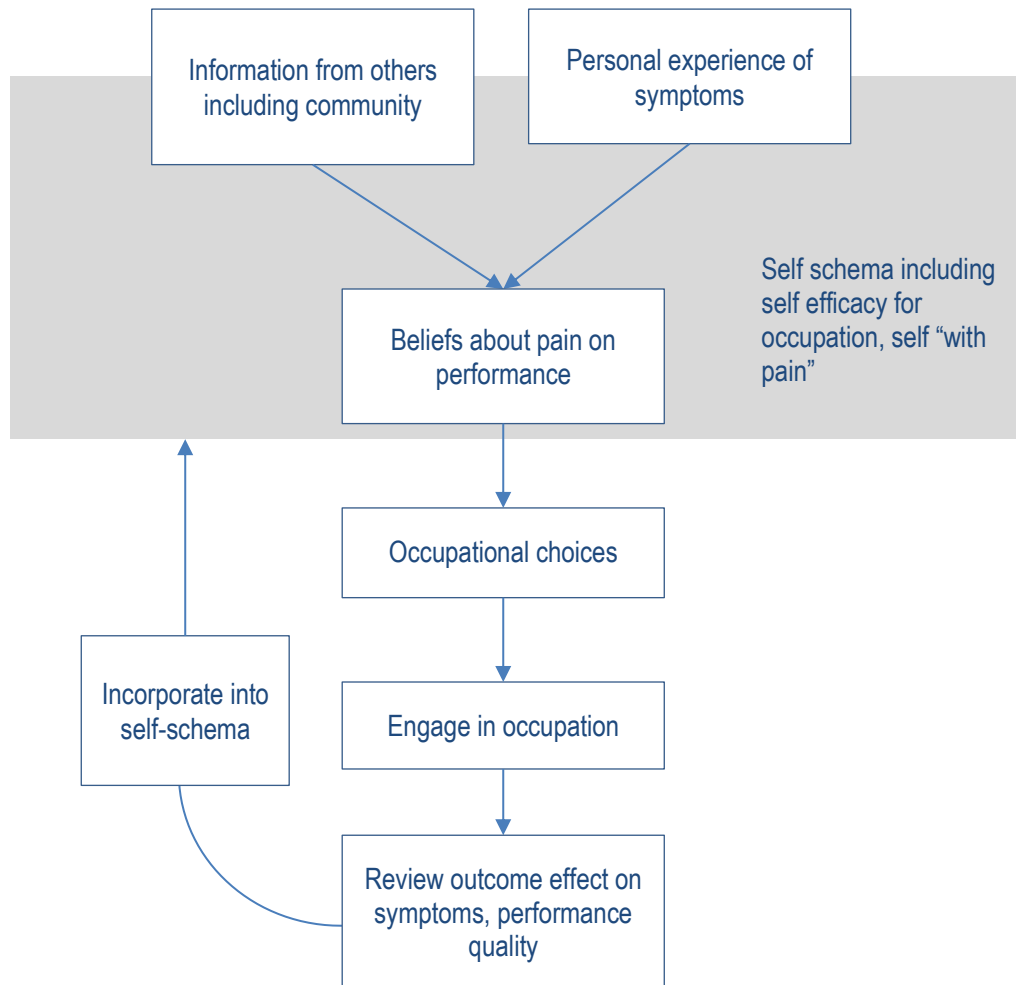 Information from others
including community
Personal experience of
symptoms
Self schema including
self efficacy for
occupation, self “with
pain”
Beliefs about pain on
performance
Occupational choices
Incorporate into
self-schema
Engage in occupation
Review outcome effect on
symptoms, performance
quality